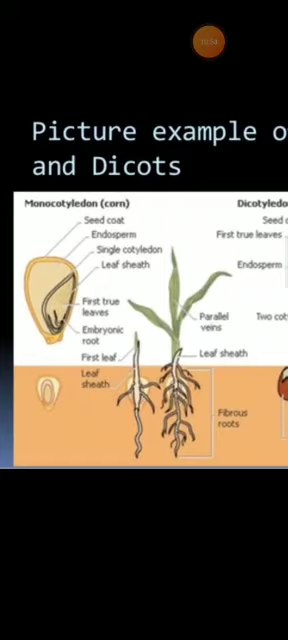 Picture example o
and Dicots
Monocotyledon (corn)
Seed coat
Endosperm
Single cotyledon
Leaf sheath
First true
leaves
Embryonic
root
First leaf
Leaf
sheath
Parallel
veins
Leaf sheath
Fibrous
roots
Dicotyledo
Seed c
First true leaves
Endosperm
Two cot